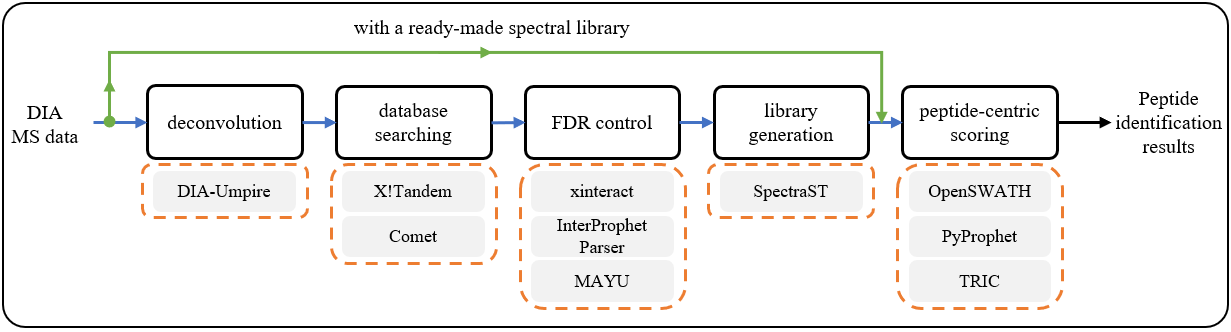 with a ready-made spectral library
DIA
MS data
deconvolution
database
searching
FDR control
library
generation
peptide-centric
scoring
Peptide
identification
results
DIA-Umpire
X!Tandem
Comet
xinteract
InterProphet
Parser
MAYU
SpectraST
OpenSWATH
PyProphet
TRIC